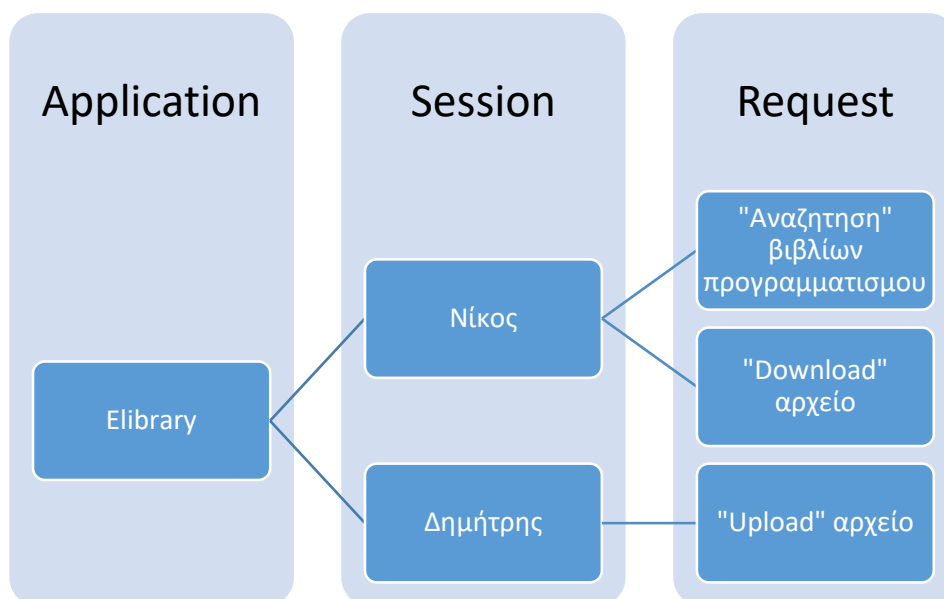 Application
Session
Request
Elibrary
Νίκος
Δημήτρης
"Αναζητηση"
βιβλίων
προγραμματισμου
"Download"
αρχείο
"Upload" αρχείο